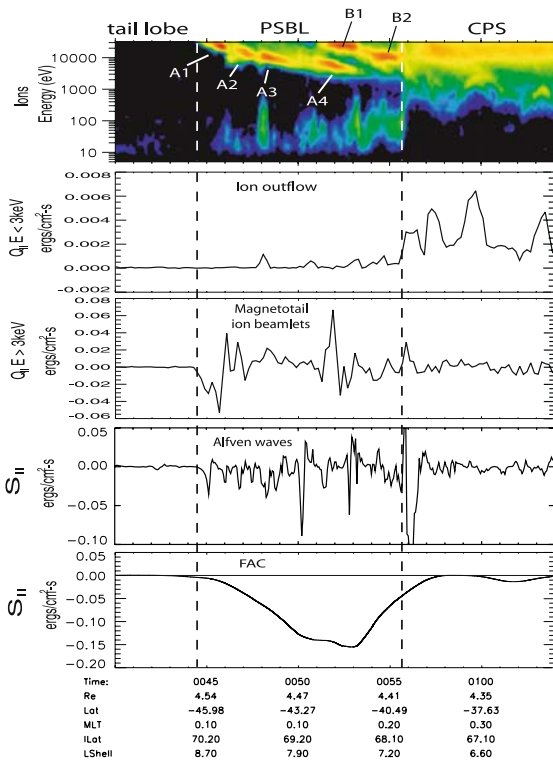 tail lobe PSBL CPS
B1
B2
A1
A2
A3
A4
Ions
Energy (eV)
10000
1000
100
10
Ion outflow
Q|| E < 3keV
ergs/cm²-s
0.008
0.006
0.004
0.002
0.000
-0.002
Magnetotail
ion beamlets
Q|| E > 3keV
ergs/cm²-s
0.08
0.06
0.04
0.02
0.00
-0.02
-0.04
-0.06
Alfven waves
S||
ergs/cm²-s
0.05
0.00
-0.05
-0.10
FAC
S||
ergs/cm²-s
0.05
0.00
-0.05
-0.10
-0.15
-0.20
Time: 0045 0050 0055 0100
Re 4.54 4.47 4.41 4.35
Lat -45.98 -43.27 -40.49 -37.63
MLT 0.10 0.10 0.20 0.30
ILat 70.20 69.20 68.10 67.10
LShell 8.70 7.90 7.20 6.60